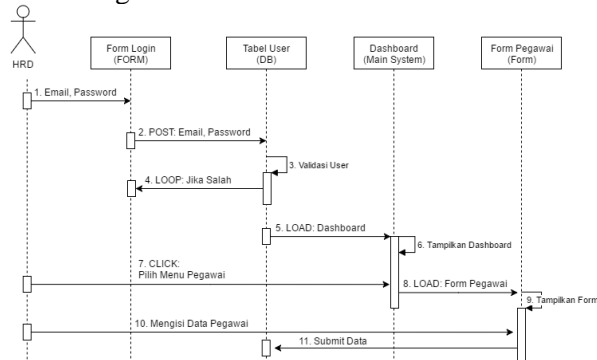 HRD
Form Login
(FORM)
Tabel User
(DB)
Dashboard
(Main System)
Form Pegawai
(Form)
1. Email, Password
2. POST: Email, Password
3. Validasi User
4. LOOP: Jika Salah
5. LOAD: Dashboard
6. Tampilkan Dashboard
7. CLICK:
Pilih Menu Pegawai
8. LOAD: Form Pegawai
9. Tampilkan Form
10. Mengisi Data Pegawai
11. Submit Data